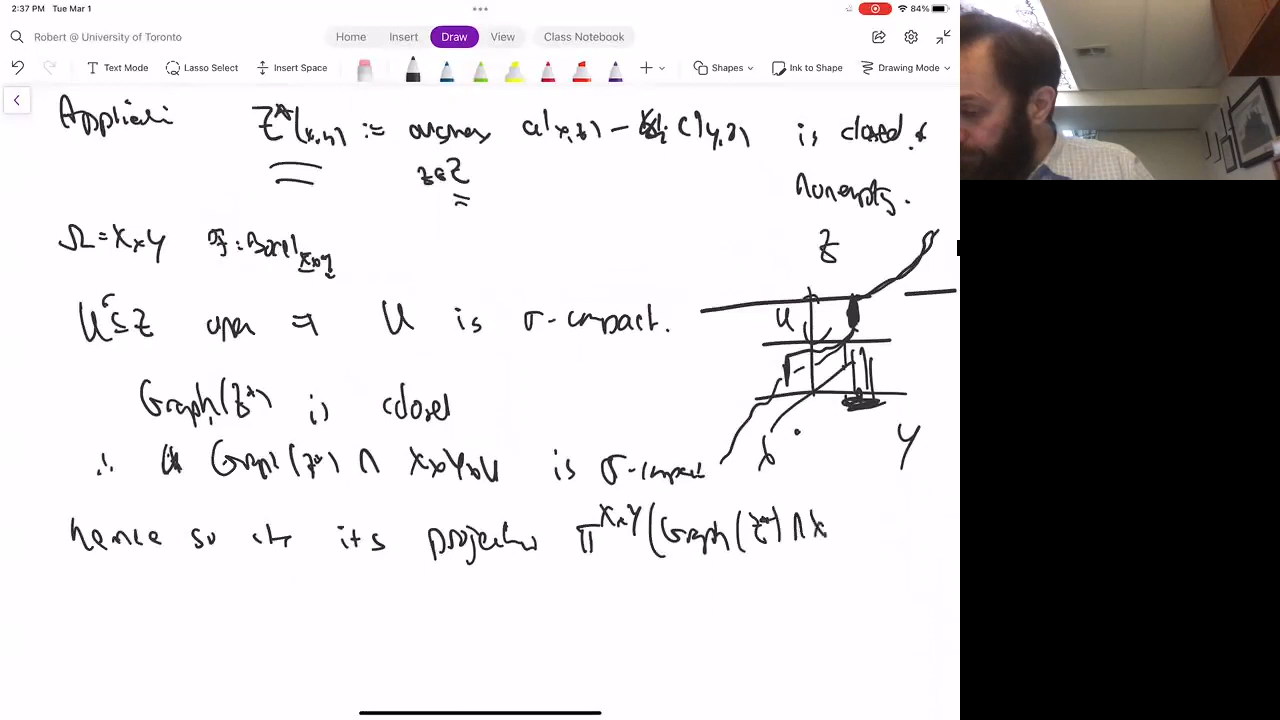 2:37 PM Tue Mar 1
84%
Robert @ University of Toronto
Home Insert Draw View Class Notebook
Text Mode Lasso Select Insert Space Shapes Ink to Shape Drawing Mode
Z*(x,y) := argmax a(x,z) - c(y,z) is closed &
z∈Z
Nonempty.
Ω = X×Y F: Borel X×Y
Z
U ⊆ Z open ⇒ U is σ-compact.
U
Graph(Z*) is closed
Y
∴ Graph(Z*) ∩ X×Y×U is σ-compact
hence so its projection π^{X×Y}(Graph(Z*) ∩ X